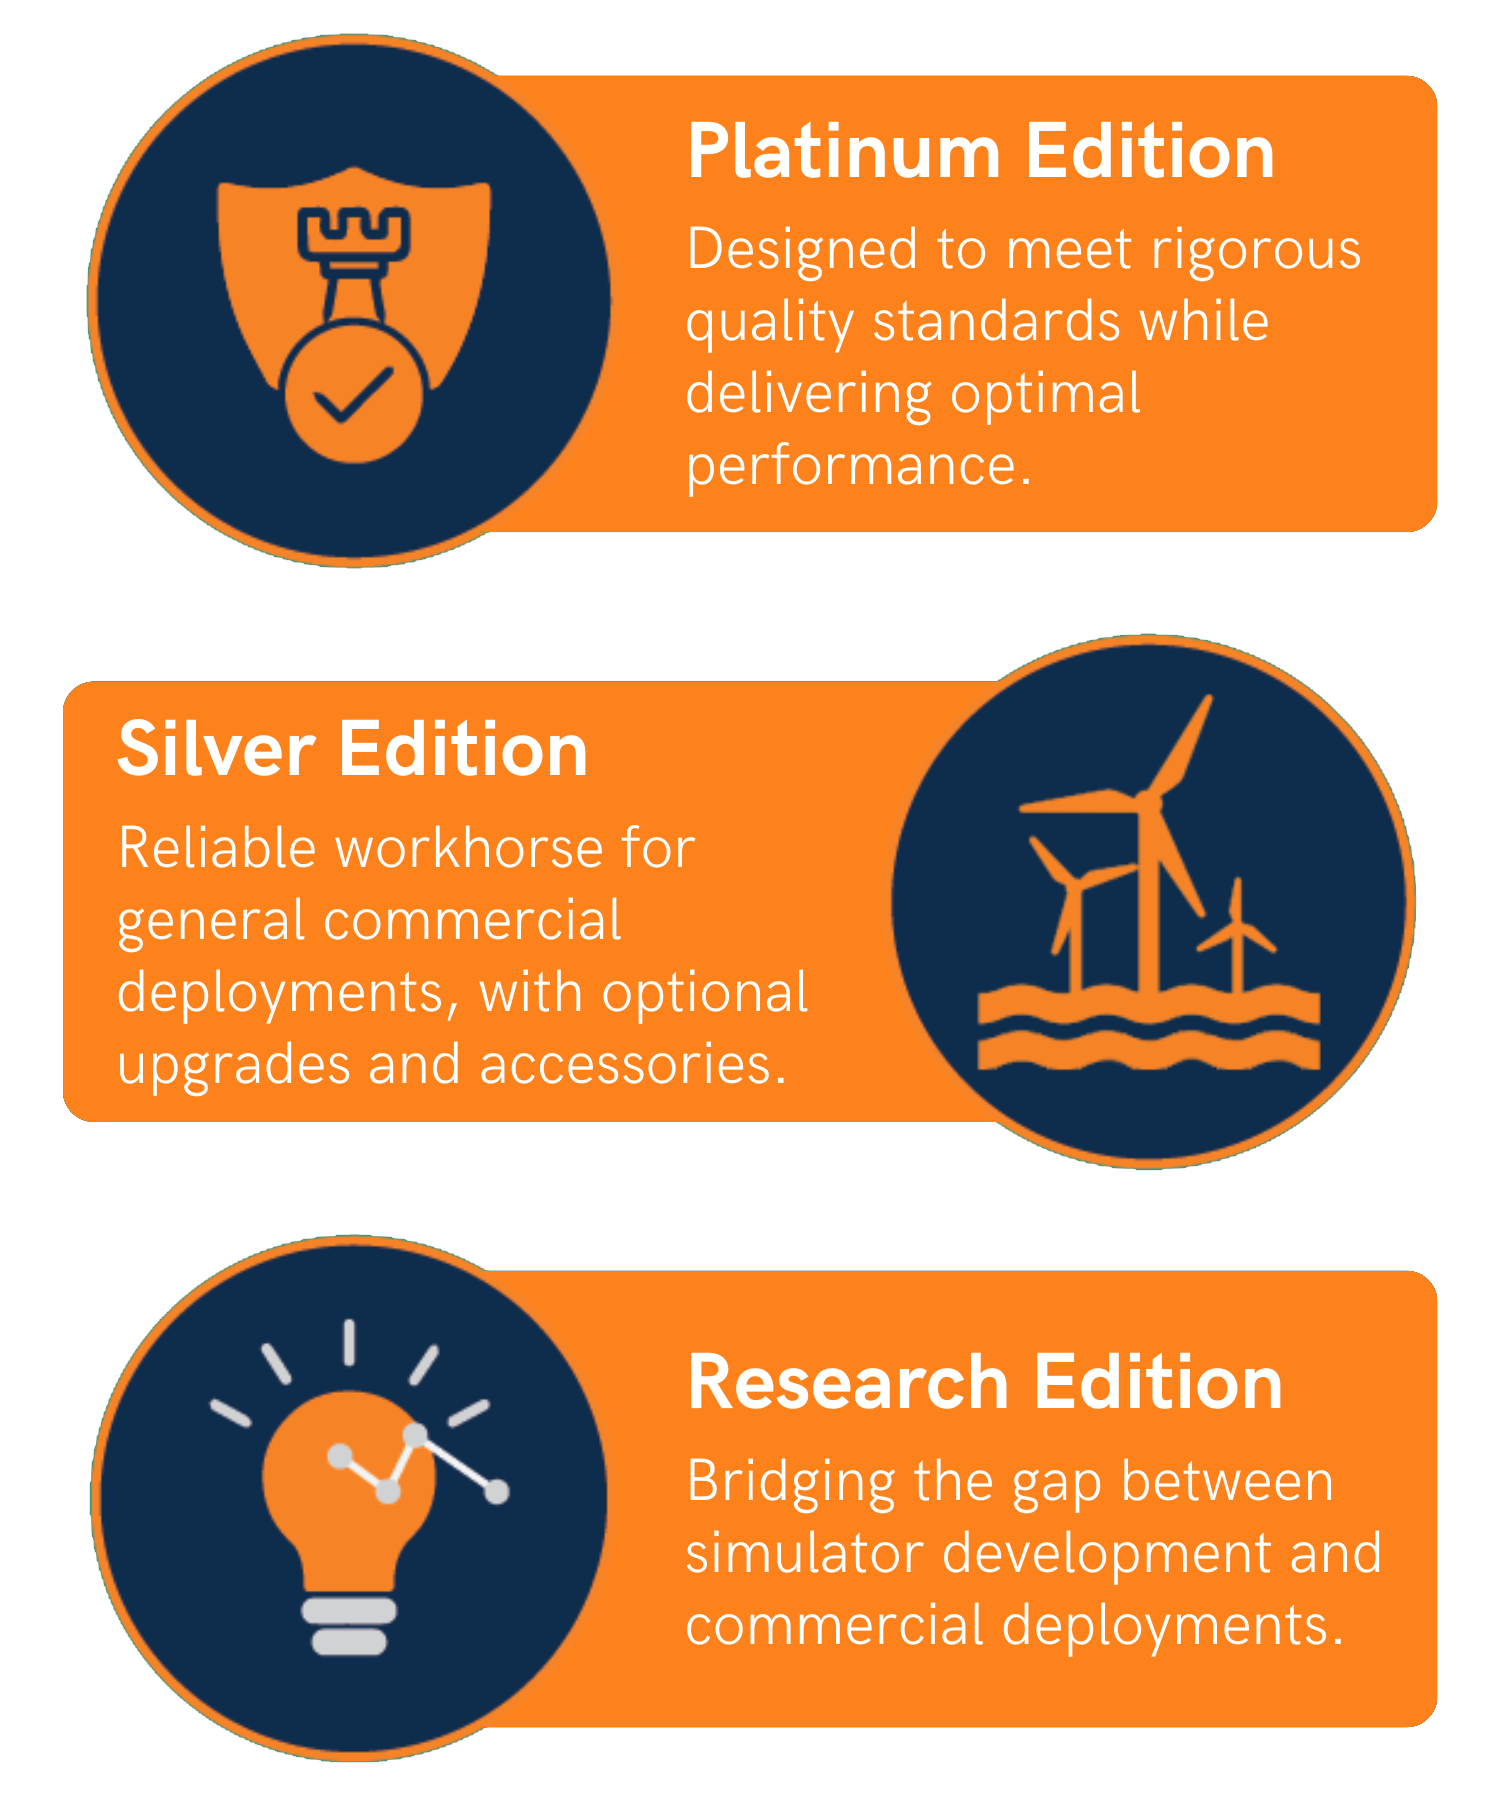 Platinum Edition
Designed to meet rigorous
quality standards while
delivering optimal
performance.
Silver Edition
Reliable workhorse for
general commercial
deployments, with optional
upgrades and accessories.
Research Edition
Bridging the gap between
simulator development and
commercial deployments.